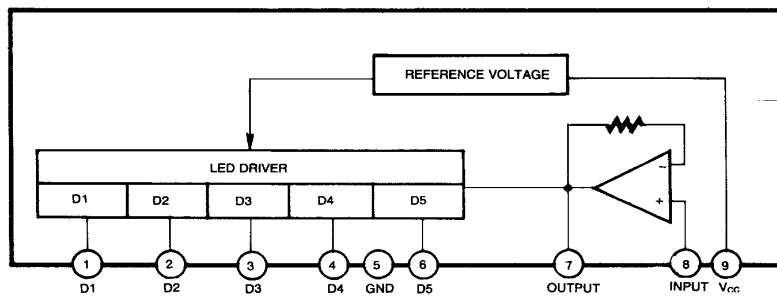 REFERENCE VOLTAGE
LED DRIVER
D1 D2 D3 D4 D5
−
+
1 2 3 4 5 6 7 8 9
D1 D2 D3 D4 GND D5 OUTPUT INPUT Vcc